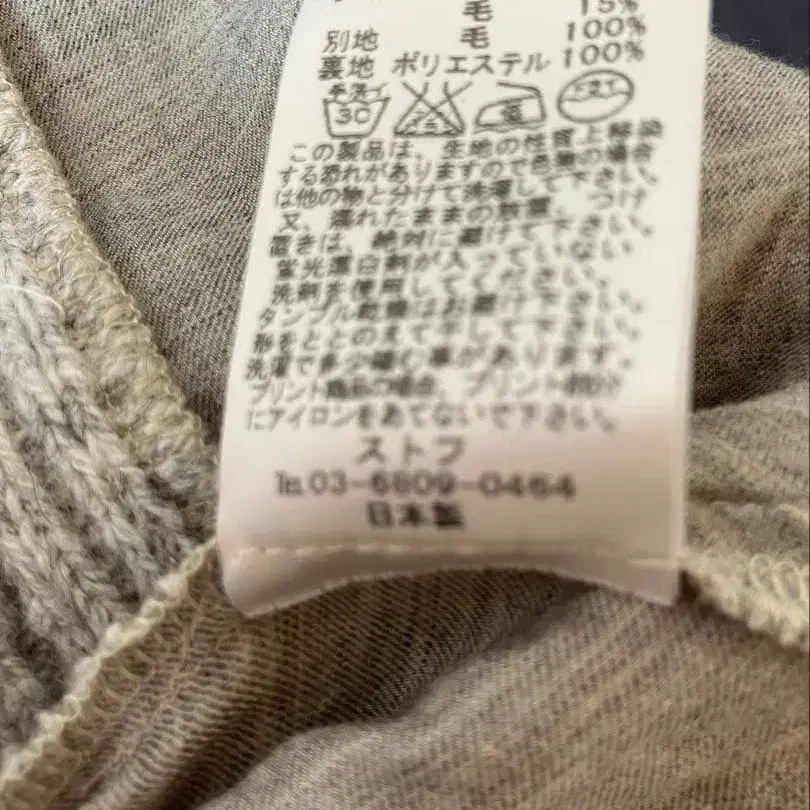 毛 15%
別地 毛 100%
裏地 ポリエステル 100%
手洗イ
30
この製品は、生地の性質上移染
する恐れがありますので色物の場合
は他の物と分けて洗濯して下さい。
又、濡れたままの放置、つけ
置きは、絶対に避けて下さい。
蛍光漂白剤が入っていない
洗剤を使用してください。
タンブル乾燥はお避け下さい。
形をととのえて干して下さい。
洗濯で多少縮む事があります。
プリント商品の場合、プリント部分
にアイロンをあてないで下さい。
ストフ
TEL 03-6809-0464
日本製